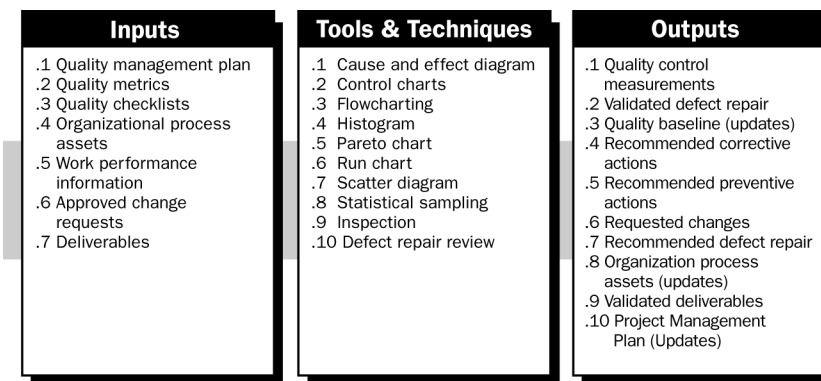 Inputs
.1 Quality management plan
.2 Quality metrics
.3 Quality checklists
.4 Organizational process
assets
.5 Work performance
information
.6 Approved change
requests
.7 Deliverables
Tools & Techniques
.1 Cause and effect diagram
.2 Control charts
.3 Flowcharting
.4 Histogram
.5 Pareto chart
.6 Run chart
.7 Scatter diagram
.8 Statistical sampling
.9 Inspection
.10 Defect repair review
Outputs
.1 Quality control
measurements
.2 Validated defect repair
.3 Quality baseline (updates)
.4 Recommended corrective
actions
.5 Recommended preventive
actions
.6 Requested changes
.7 Recommended defect repair
.8 Organization process
assets (updates)
.9 Validated deliverables
.10 Project Management
Plan (Updates)